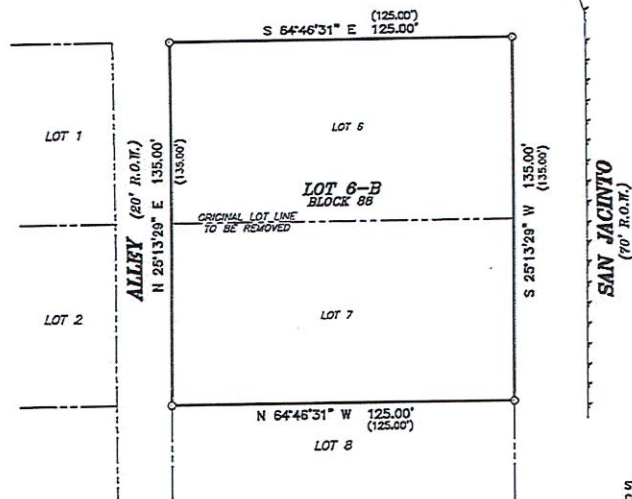 (125.00')
S 64°46'31" E 125.00'
LOT 1
LOT 6
ALLEY (20' R.O.W.)
N 25°13'29" E 135.00'
(135.00')
LOT 6-B
BLOCK 88
ORIGINAL LOT LINE
TO BE REMOVED
S 25°13'29" W 135.00'
(135.00')
SAN JACINTO
(70' R.O.W.)
LOT 2
LOT 7
N 64°46'31" W 125.00'
(125.00')
LOT 8